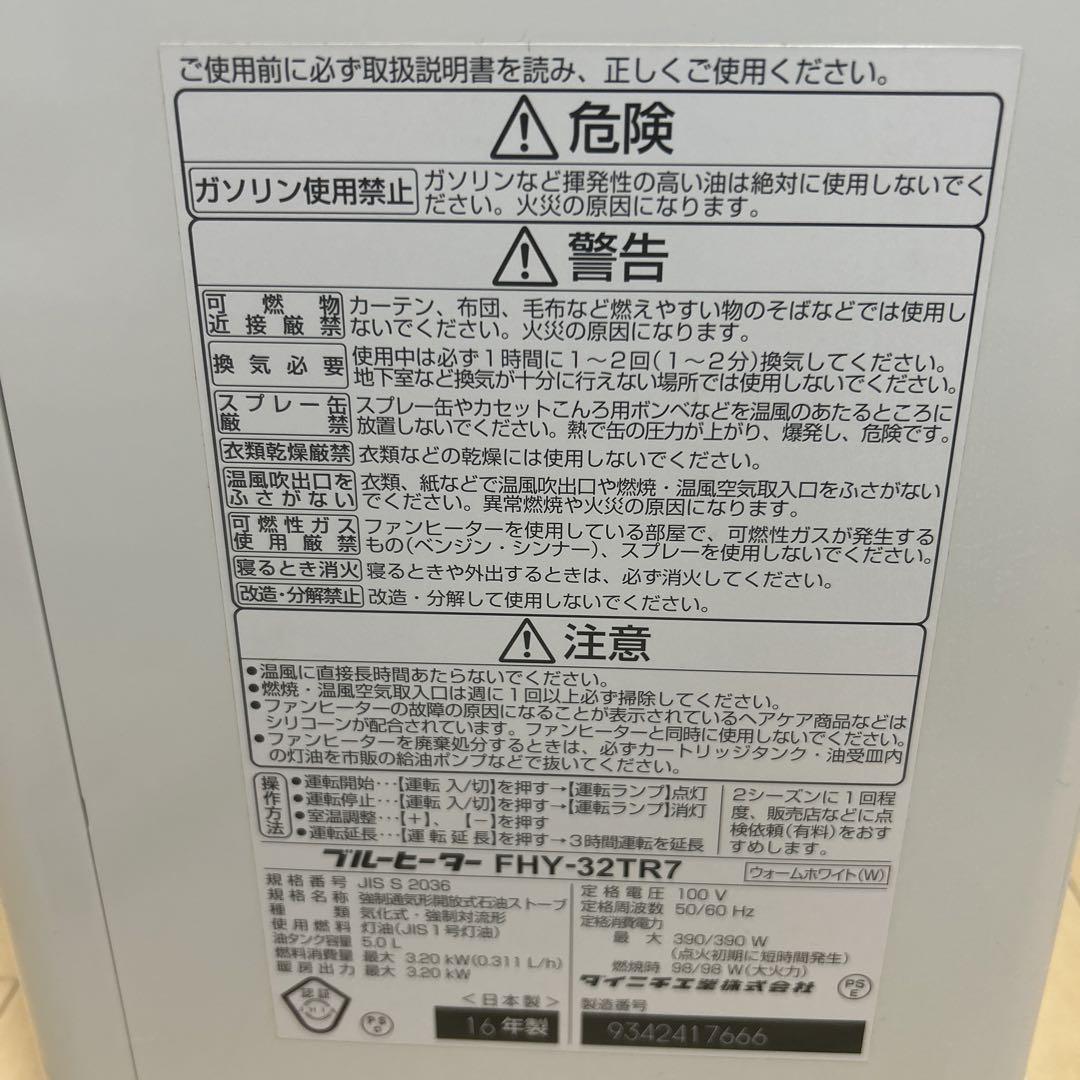 ご使用前に必ず取扱説明書を読み、正しくご使用ください。
危険
ガソリン使用禁止
ガソリンなど揮発性の高い油は絶対に使用しないでく
ださい。火災の原因になります。
警告
可燃物
近接厳禁
カーテン、布団、毛布など燃えやすい物のそばなどでは使用し
ないでください。火災の原因になります。
換気必要
使用中は必ず1時間に1～2回(1～2分)換気してください。
地下室など換気が十分に行えない場所では使用しないでください。
スプレー缶
厳禁
スプレー缶やカセットこんろ用ボンベなどを温風のあたるところに
放置しないでください。熱で缶の圧力が上がり、爆発し、危険です。
衣類乾燥厳禁
衣類などの乾燥には使用しないでください。
温風吹出口を
ふさがない
衣類、紙などで温風吹出口や燃焼・温風空気取入口をふさがない
でください。異常燃焼や火災の原因になります。
可燃性ガス
使用厳禁
ファンヒーターを使用している部屋で、可燃性ガスが発生する
もの(ベンジン・シンナー)、スプレーを使用しないでください。
寝るとき消火
寝るときや外出するときは、必ず消火してください。
改造・分解禁止
改造・分解して使用しないでください。
注意
●温風に直接長時間あたらないでください。
●燃焼・温風空気取入口は週に1回以上必ず掃除してください。
●ファンヒーターの故障の原因になることが表示されているヘアケア商品などは
シリコーンが配合されています。ファンヒーターと同時に使用しないでください。
●ファンヒーターを廃棄処分するときは、必ずカートリッジタンク・油受皿内
の灯油を市販の給油ポンプなどで抜いてください。
操作方法
●運転開始…【運転 入/切】を押す→【運転ランプ】点灯
●運転停止…【運転 入/切】を押す→【運転ランプ】消灯
●室温調整…【＋】、【－】を押す
●運転延長…【運転延長】を押す→3時間運転を延長
2シーズンに1回程
度、販売店などに点
検依頼(有料)をおす
すめします。
ブルーヒーター FHY-32TR7
ウォームホワイト(W)
規格番号 JIS S 2036
規格名称 強制通気形開放式石油ストーブ
種類 気化式・強制対流形
使用燃料 灯油(JIS1号灯油)
油タンク容量 5.0L
燃料消費量 最大 3.20kW(0.311L/h)
暖房出力 最大 3.20kW
定格電圧 100V
定格周波数 50/60Hz
定格消費電力
最大 390/390W
(点火初期に短時間発生)
燃焼時 98/98W(大火力)
ダイニチ工業株式会社
PS
E
認証
PS
C
<日本製>
16年製
製造番号
9342417666